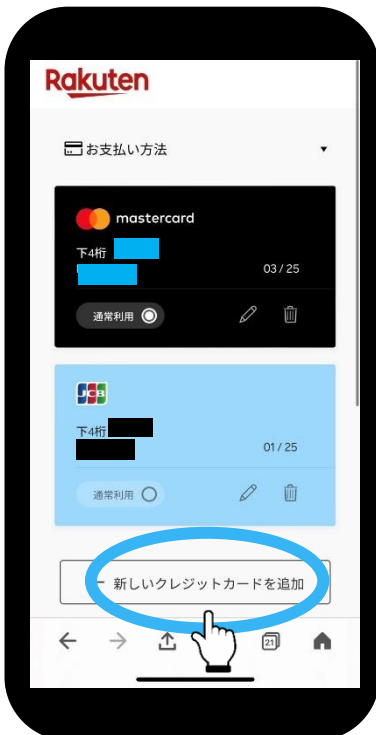 Rakuten
お支払い方法
mastercard
下4桁
03 / 25
通常利用
JCB
下4桁
01 / 25
通常利用
新しいクレジットカードを追加
21